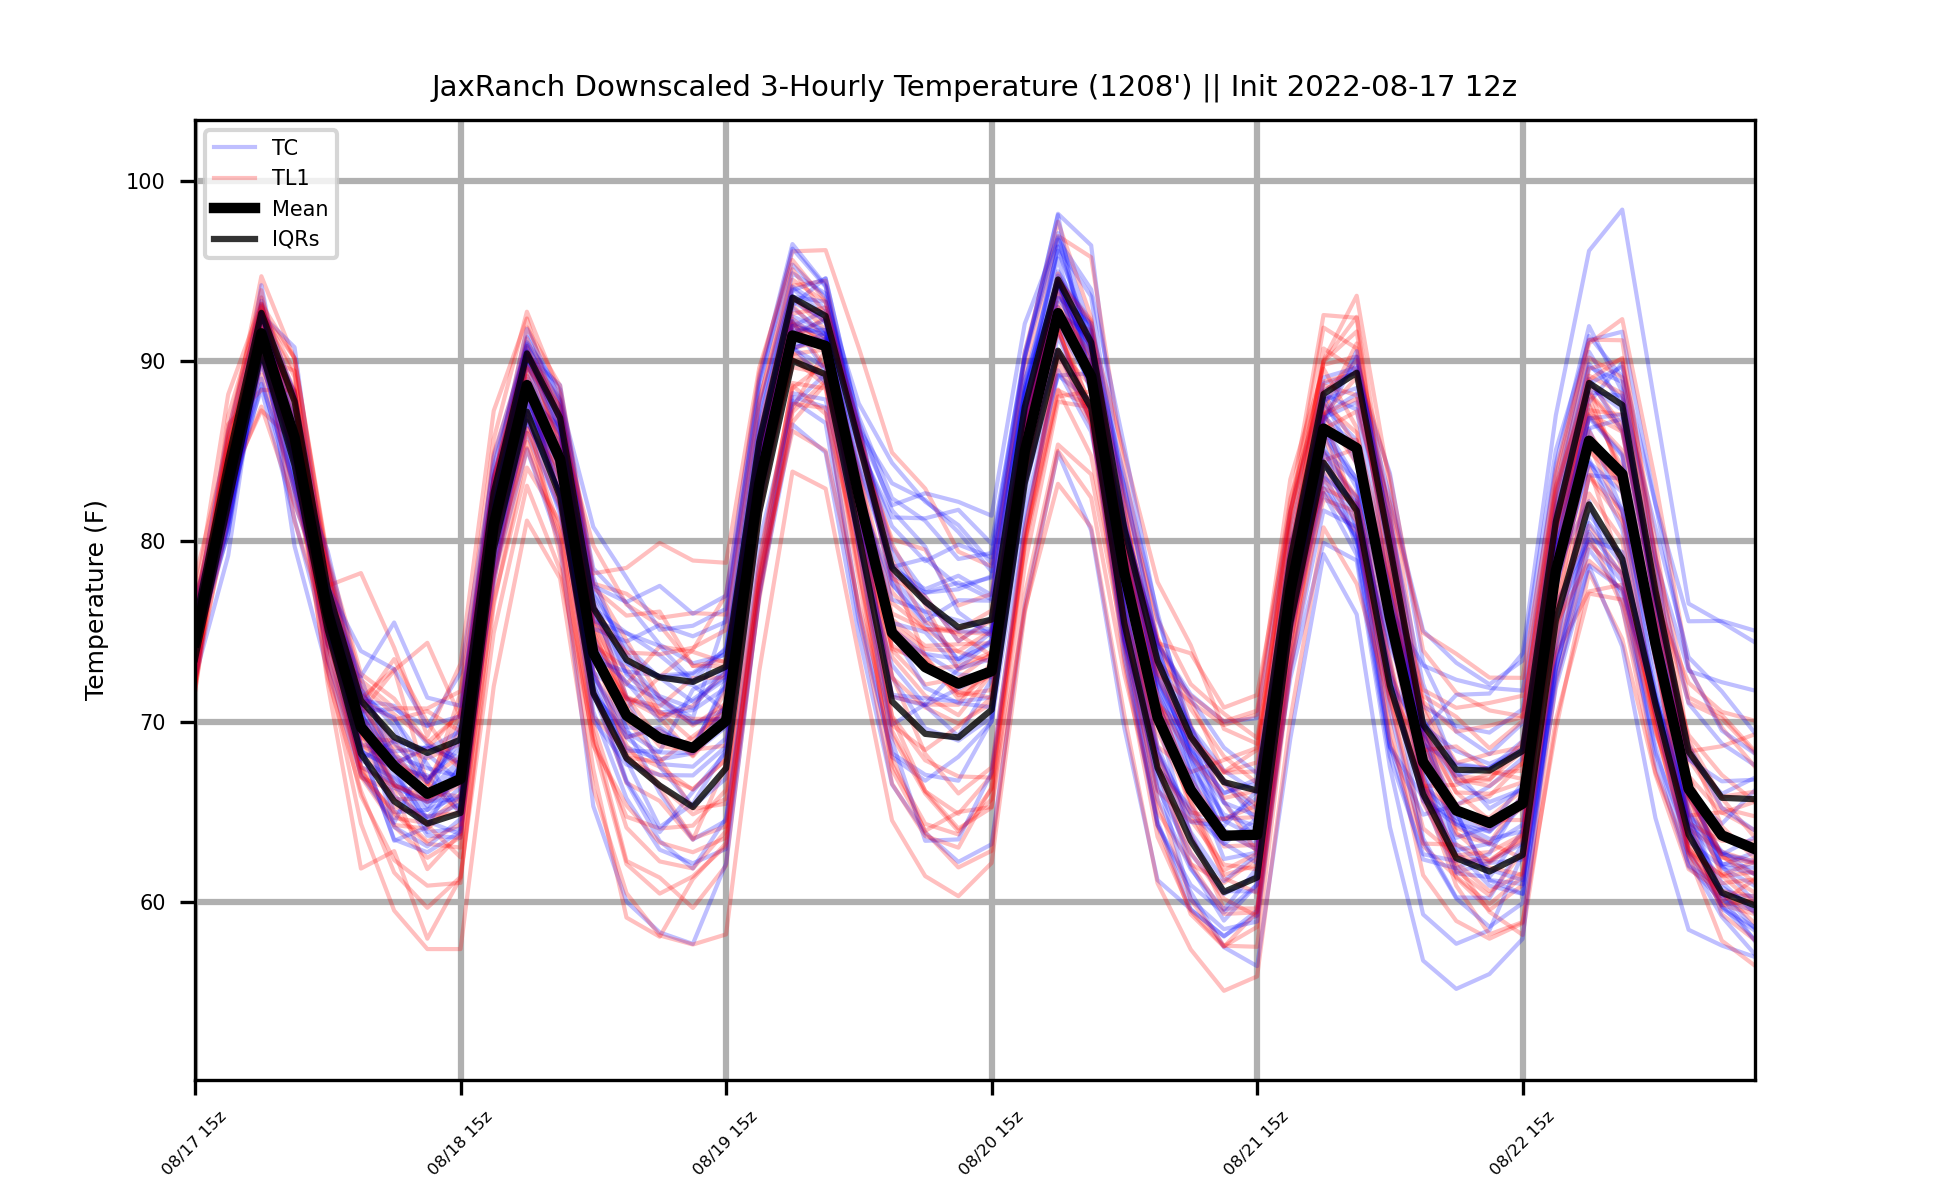 JaxRanch Downscaled 3-Hourly Temperature (1208') || Init 2022-08-17 12z
TC
TL1
Mean
IQRs
Temperature (F)
100
90
80
70
60
08/17 15z
08/18 15z
08/19 15z
08/20 15z
08/21 15z
08/22 15z